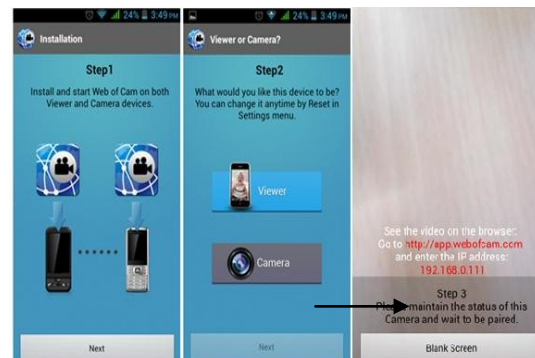 24% 3:49 PM
Installation
Step1
Install and start Web of Cam on both
Viewer and Camera devices.
Next
24% 3:49 PM
Viewer or Camera?
Step2
What would you like this device to be?
You can change it anytime by Reset in
Settings menu.
Viewer
Camera
Next
See the video on the browser:
Go to http://app.webofcam.com
and enter the IP address:
192.168.0.111
Step 3
Please maintain the status of this
Camera and wait to be paired.
Blank Screen